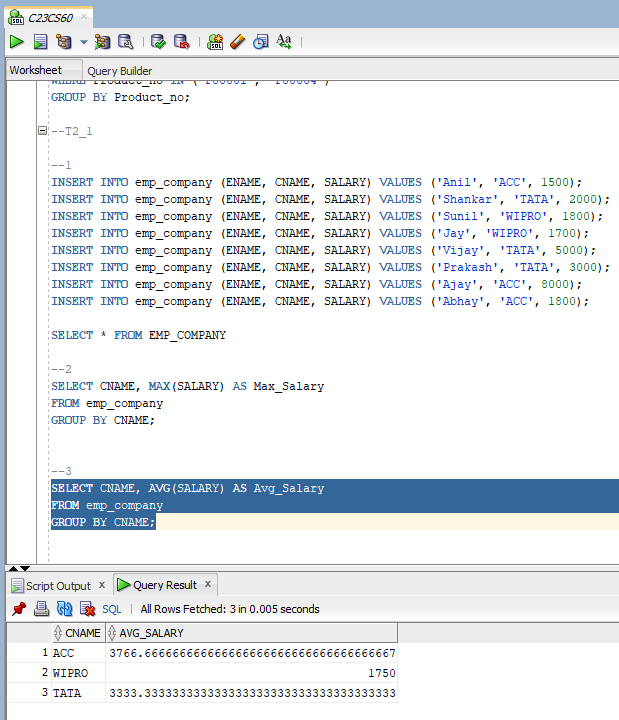 C23CS60
Worksheet Query Builder
WHERE Product_no IN ('P00001', 'P00004')
GROUP BY Product_no;
--T2_1
--1
INSERT INTO emp_company (ENAME, CNAME, SALARY) VALUES ('Anil', 'ACC', 1500);
INSERT INTO emp_company (ENAME, CNAME, SALARY) VALUES ('Shankar', 'TATA', 2000);
INSERT INTO emp_company (ENAME, CNAME, SALARY) VALUES ('Sunil', 'WIPRO', 1800);
INSERT INTO emp_company (ENAME, CNAME, SALARY) VALUES ('Jay', 'WIPRO', 1700);
INSERT INTO emp_company (ENAME, CNAME, SALARY) VALUES ('Vijay', 'TATA', 5000);
INSERT INTO emp_company (ENAME, CNAME, SALARY) VALUES ('Prakash', 'TATA', 3000);
INSERT INTO emp_company (ENAME, CNAME, SALARY) VALUES ('Ajay', 'ACC', 8000);
INSERT INTO emp_company (ENAME, CNAME, SALARY) VALUES ('Abhay', 'ACC', 1800);
SELECT * FROM EMP_COMPANY
--2
SELECT CNAME, MAX(SALARY) AS Max_Salary
FROM emp_company
GROUP BY CNAME;
--3
SELECT CNAME, AVG(SALARY) AS Avg_Salary
FROM emp_company
GROUP BY CNAME;
Script Output x Query Result x
SQL | All Rows Fetched: 3 in 0.005 seconds
CNAME AVG_SALARY
1 ACC 3766.666666666666666666666666666666666667
2 WIPRO 1750
3 TATA 3333.333333333333333333333333333333333333